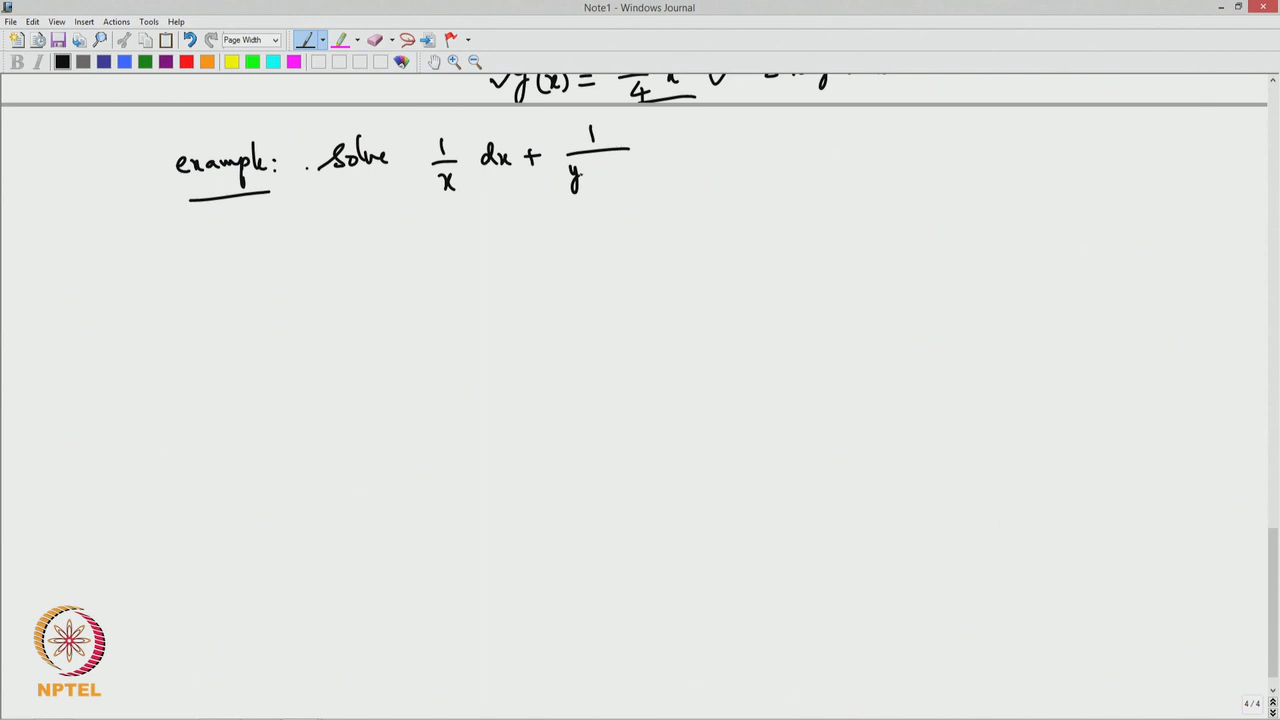 Note1 - Windows Journal
File Edit View Insert Actions Tools Help
Page Width
B I
y(x) = 4 x
example: . Solve 1/x dx + 1/y
NPTEL
4 / 4